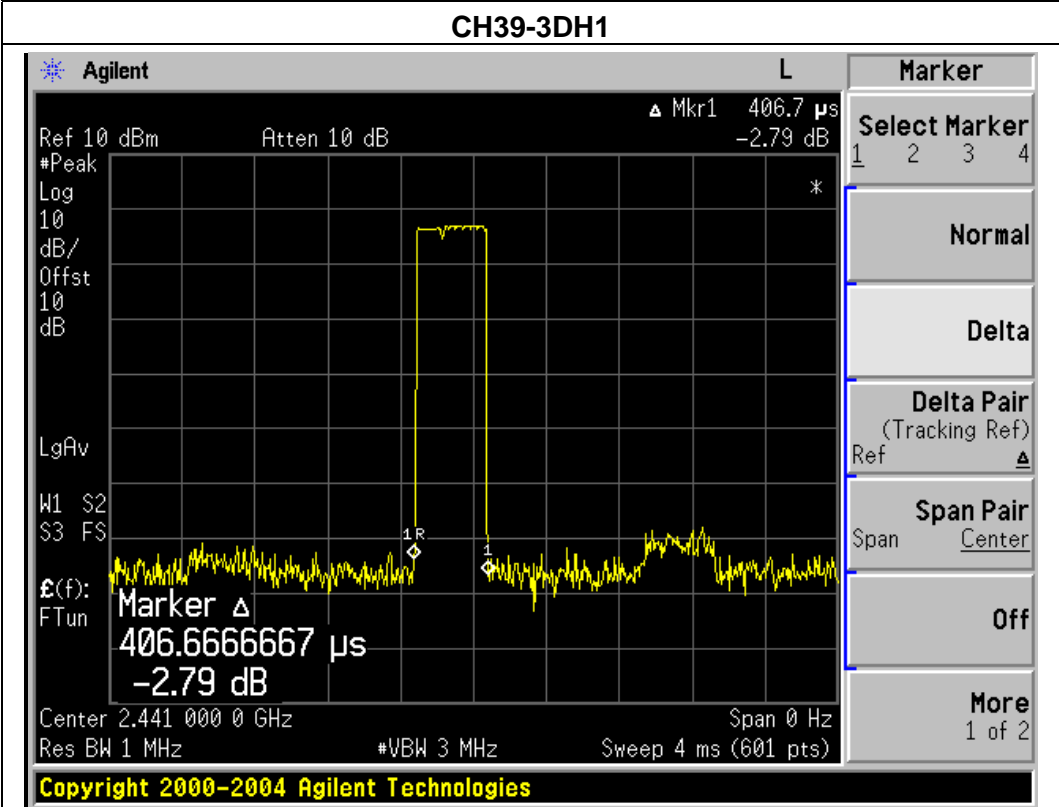 CH39-3DH1
Agilent L
Δ Mkr1 406.7 μs
Ref 10 dBm Atten 10 dB -2.79 dB
#Peak
Log
10
dB/
Offst
10
dB
*
LgAv
W1 S2
S3 FS
£(f):
FTun
1R
1
Marker Δ
406.6666667 μs
-2.79 dB
Center 2.441 000 0 GHz Span 0 Hz
Res BW 1 MHz #VBW 3 MHz Sweep 4 ms (601 pts)
Copyright 2000-2004 Agilent Technologies
Marker
Select Marker
1 2 3 4
Normal
Delta
Delta Pair
(Tracking Ref)
Ref Δ
Span Pair
Span Center
Off
More
1 of 2